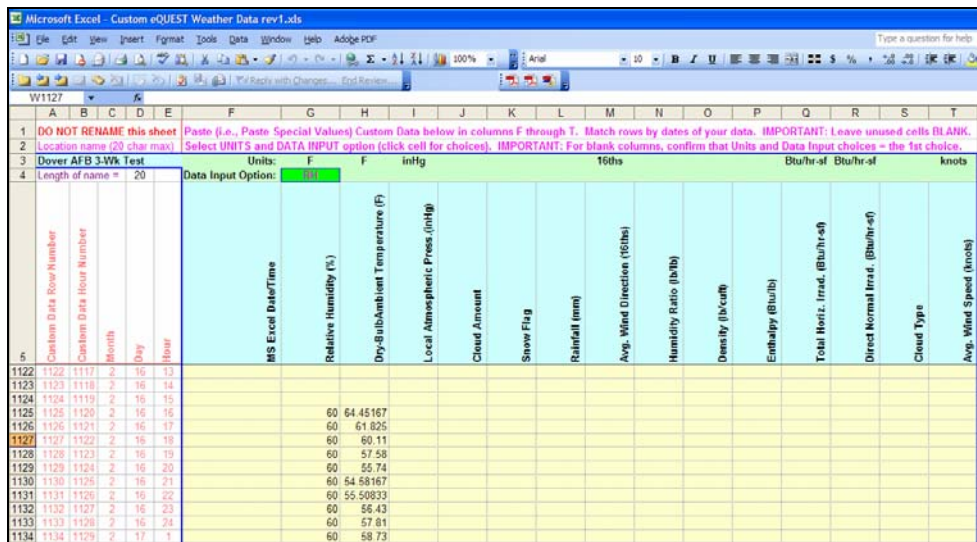 Microsoft Excel - Custom eQUEST Weather Data rev1.xls
File Edit View Insert Format Tools Data Window Help Adobe PDF
Type a question for help
100% Arial 10 B I U $ % ,
Reply with Changes... End Review...
W1127 fx
A B C D E F G H I J K L M N O P Q R S T
1 DO NOT RENAME this sheet Paste (i.e., Paste Special Values) Custom Data below in columns F through T. Match rows by dates of your data. IMPORTANT: Leave unused cells BLANK.
2 Location name (20 char max) Select UNITS and DATA INPUT option (click cell for choices). IMPORTANT: For blank columns, confirm that Units and Data Input choices = the 1st choice.
3 Dover AFB 3-Wk Test Units: F F inHg 16ths Btu/hr-sf Btu/hr-sf knots
4 Length of name = 20 Data Input Option: RH
5 Custom Data Row Number Custom Data Hour Number Month Day Hour MS Excel Date/Time Relative Humidity (%) Dry-BulbAmbient Temperature (F) Local Atmospheric Press.(inHg) Cloud Amount Snow Flag Rainfall (mm) Avg. Wind Direction (16ths) Humidity Ratio (lb/lb) Density (lb/cuft) Enthalpy (Btu/lb) Total Horiz. Irrad. (Btu/hr-sf) Direct Normal Irrad. (Btu/hr-sf) Cloud Type Avg. Wind Speed (knots)
1122 1122 1117 2 16 13
1123 1123 1118 2 16 14
1124 1124 1119 2 16 15
1125 1125 1120 2 16 16 60 64.45167
1126 1126 1121 2 16 17 60 61.825
1127 1127 1122 2 16 18 60 60.11
1128 1128 1123 2 16 19 60 57.58
1129 1129 1124 2 16 20 60 55.74
1130 1130 1125 2 16 21 60 54.58167
1131 1131 1126 2 16 22 60 55.50833
1132 1132 1127 2 16 23 60 56.43
1133 1133 1128 2 16 24 60 57.81
1134 1134 1129 2 17 1 60 58.73